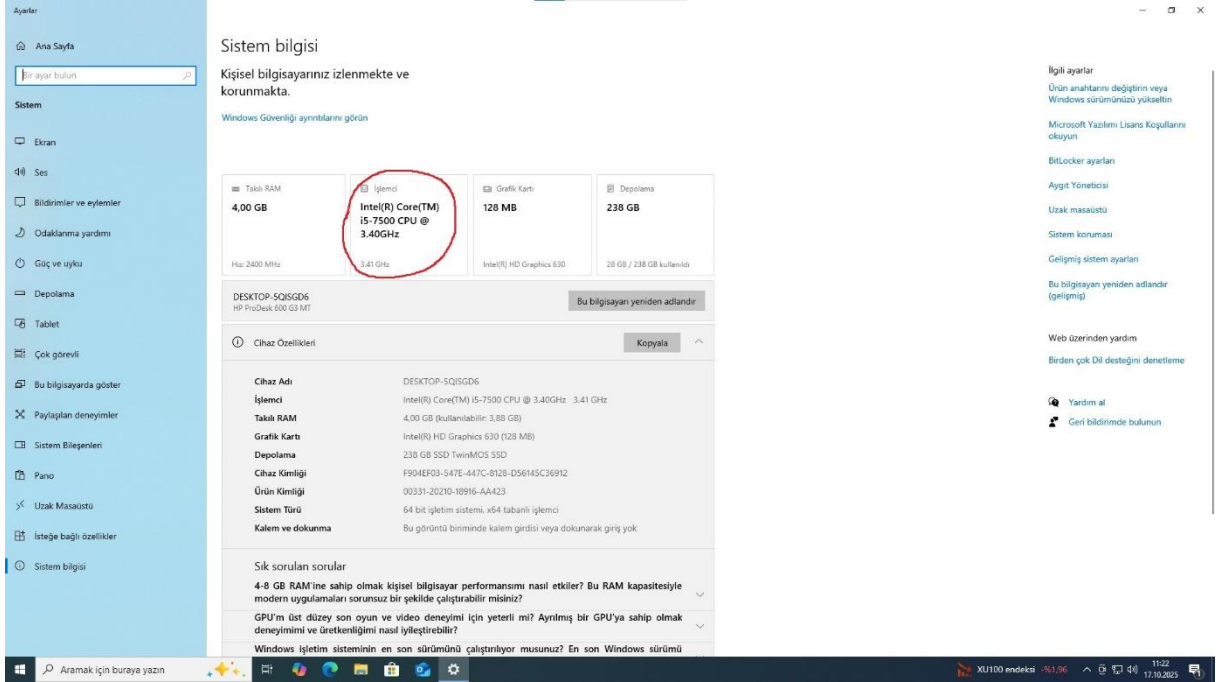 Ayarlar
Ana Sayfa
Bir ayar bulun
Sistem
Ekran
Ses
Bildirimler ve eylemler
Odaklanma yardımı
Güç ve uyku
Depolama
Tablet
Çok görevli
Bu bilgisayarda göster
Paylaşılan deneyimler
Sistem Bileşenleri
Pano
Uzak Masaüstü
İsteğe bağlı özellikler
Sistem bilgisi
Sistem bilgisi
Kişisel bilgisayarınız izlenmekte ve
korunmakta.
Windows Güvenliği ayrıntılarını görün
Takılı RAM
4,00 GB
Hız: 2400 MHz
İşlemci
Intel(R) Core(TM)
i5-7500 CPU @
3.40GHz
3.41 GHz
Grafik Kartı
128 MB
Intel(R) HD Graphics 630
Depolama
238 GB
28 GB / 238 GB kullanıldı
DESKTOP-5QISGD6
HP ProDesk 600 G3 MT
Bu bilgisayarı yeniden adlandır
Cihaz Özellikleri
Kopyala
Cihaz Adı DESKTOP-5QISGD6
İşlemci Intel(R) Core(TM) i5-7500 CPU @ 3.40GHz 3.41 GHz
Takılı RAM 4,00 GB (kullanılabilir: 3,88 GB)
Grafik Kartı Intel(R) HD Graphics 630 (128 MB)
Depolama 238 GB SSD TwinMOS SSD
Cihaz Kimliği F904EF03-547E-447C-8128-D56145C36912
Ürün Kimliği 00331-20210-18916-AA423
Sistem Türü 64 bit işletim sistemi, x64 tabanlı işlemci
Kalem ve dokunma Bu görüntü biriminde kalem girdisi veya dokunarak giriş yok
Sık sorulan sorular
4-8 GB RAM'ine sahip olmak kişisel bilgisayar performansımı nasıl etkiler? Bu RAM kapasitesiyle
modern uygulamaları sorunsuz bir şekilde çalıştırabilir misiniz?
GPU'm üst düzey son oyun ve video deneyimi için yeterli mi? Ayrılmış bir GPU'ya sahip olmak
deneyimimi ve üretkenliğimi nasıl iyileştirebilir?
Windows işletim sisteminin en son sürümünü çalıştırılıyor musunuz? En son Windows sürümü
İlgili ayarlar
Ürün anahtarını değiştirin veya
Windows sürümünüzü yükseltin
Microsoft Yazılımı Lisans Koşullarını
okuyun
BitLocker ayarları
Aygıt Yöneticisi
Uzak masaüstü
Sistem koruması
Gelişmiş sistem ayarları
Bu bilgisayarı yeniden adlandır
(gelişmiş)
Web üzerinden yardım
Birden çok Dil desteğini denetleme
Yardım al
Geri bildirimde bulunun
Aramak için buraya yazın
XU100 endeksi -%1,96
11:22
17.10.2025